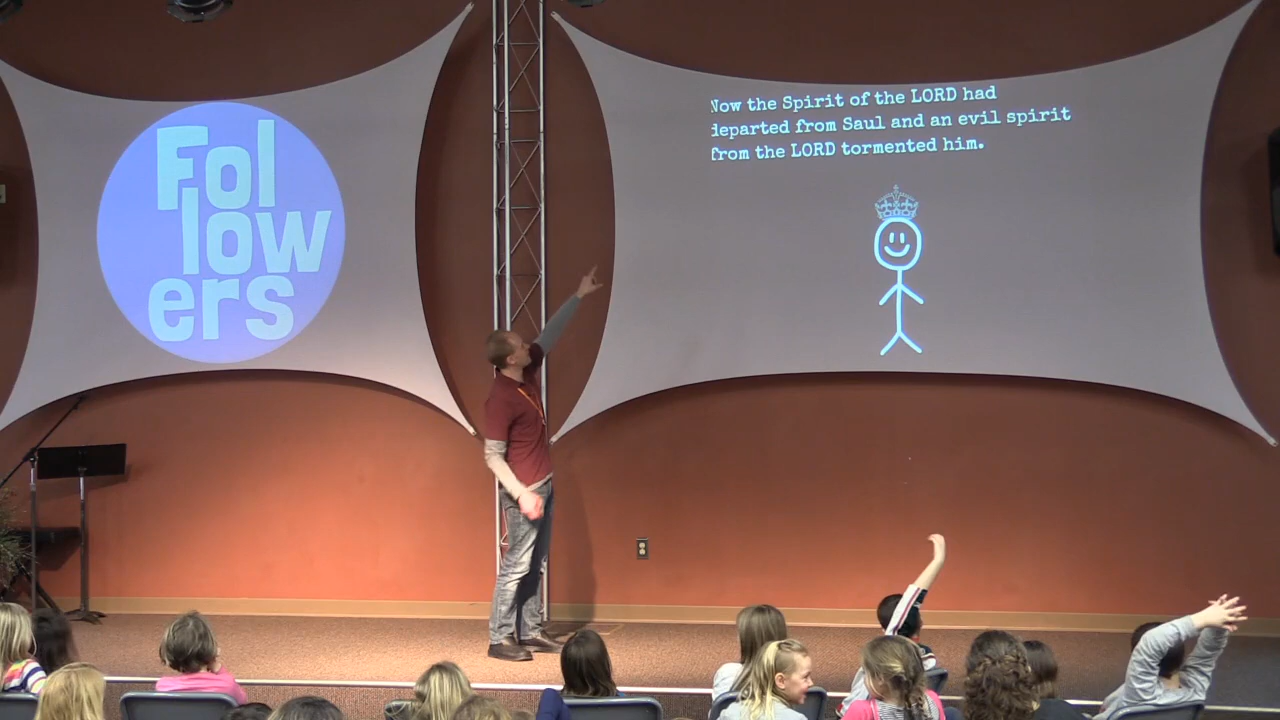 Fol
low
ers
Now the Spirit of the LORD had
departed from Saul and an evil spirit
from the LORD tormented him.